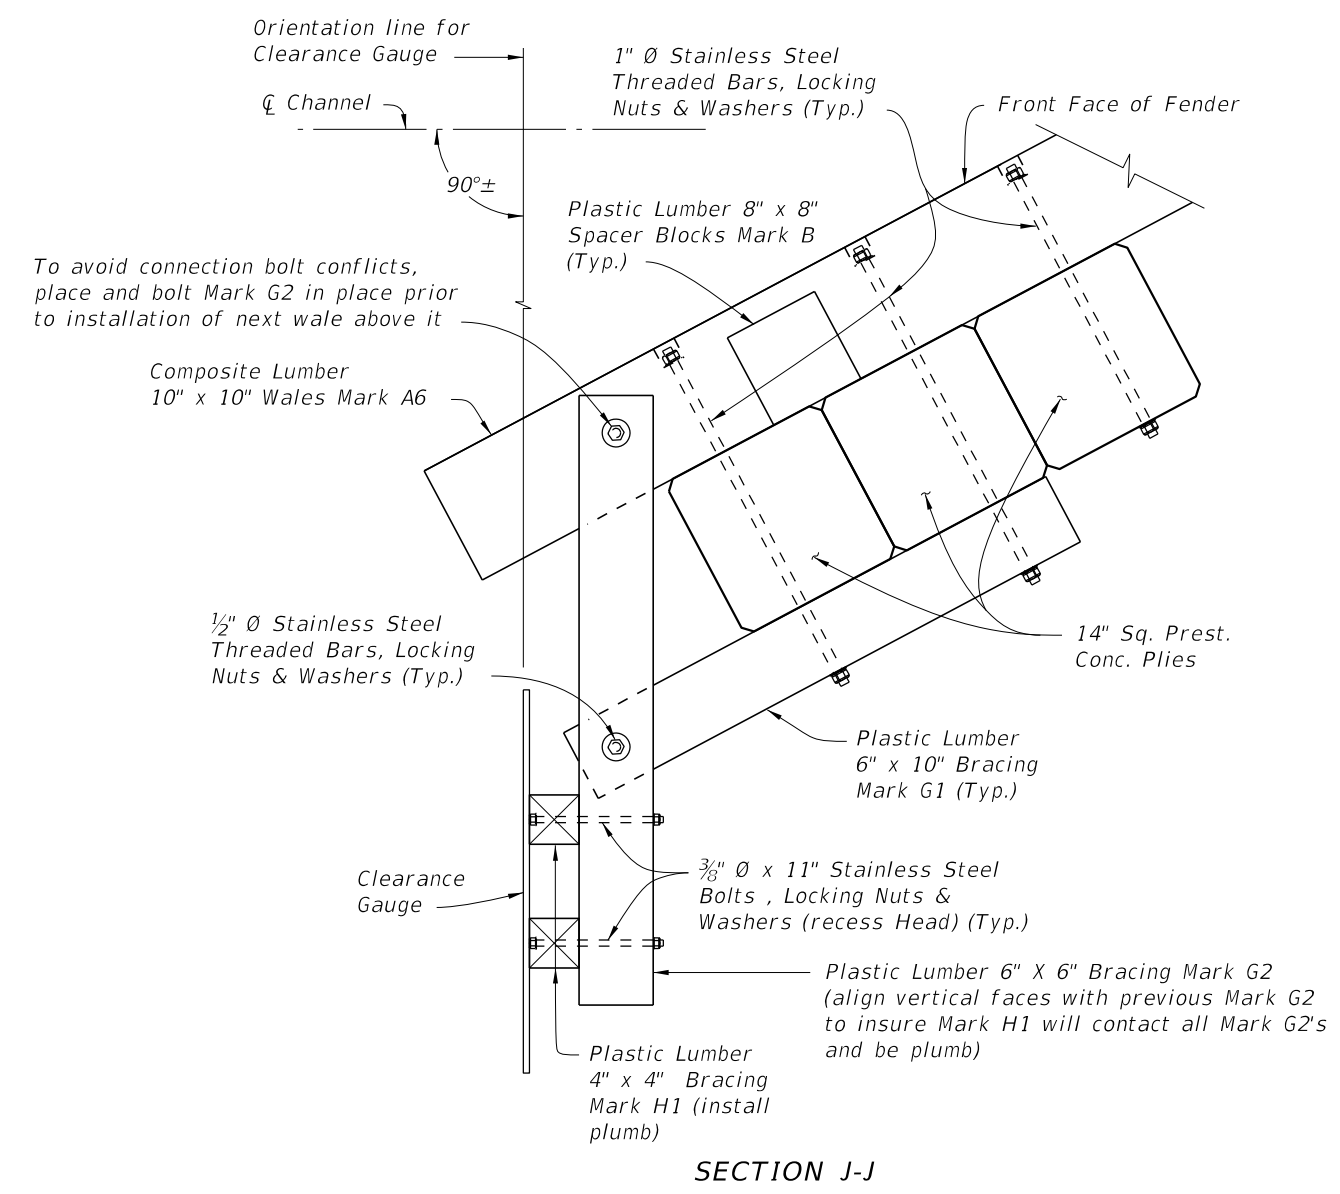 Orientation line for
Clearance Gauge
℄ Channel
90°±
1" Ø Stainless Steel
Threaded Bars, Locking
Nuts & Washers (Typ.)
Front Face of Fender
Plastic Lumber 8" x 8"
Spacer Blocks Mark B
(Typ.)
To avoid connection bolt conflicts,
place and bolt Mark G2 in place prior
to installation of next wale above it
Composite Lumber
10" x 10" Wales Mark A6
½" Ø Stainless Steel
Threaded Bars, Locking
Nuts & Washers (Typ.)
14" Sq. Prest.
Conc. Plies
Plastic Lumber
6" x 10" Bracing
Mark G1 (Typ.)
⅜" Ø x 11" Stainless Steel
Bolts , Locking Nuts &
Washers (recess Head) (Typ.)
Clearance
Gauge
Plastic Lumber 6" X 6" Bracing Mark G2
(align vertical faces with previous Mark G2
to insure Mark H1 will contact all Mark G2's
and be plumb)
Plastic Lumber
4" x 4" Bracing
Mark H1 (install
plumb)
SECTION J-J